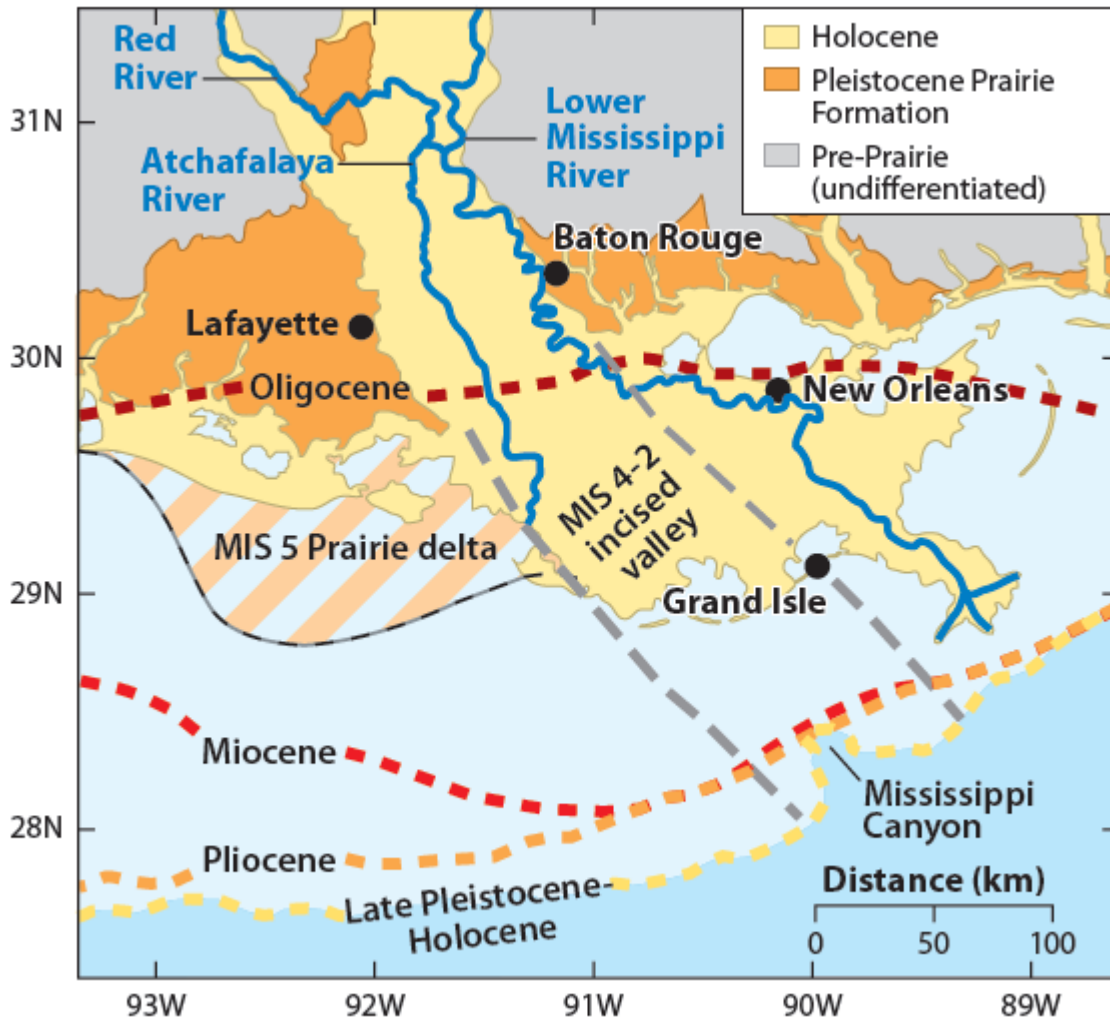 Red
River
Holocene
Pleistocene Prairie
Formation
Pre-Prairie
(undifferentiated)
31N
Lower
Mississippi
River
Atchafalaya
River
Baton Rouge
Lafayette
30N
Oligocene
New Orleans
MIS 4-2
incised
valley
MIS 5 Prairie delta
29N
Grand Isle
Miocene
Mississippi
Canyon
28N
Pliocene
Distance (km)
Late Pleistocene-
Holocene
0 50 100
93W 92W 91W 90W 89W